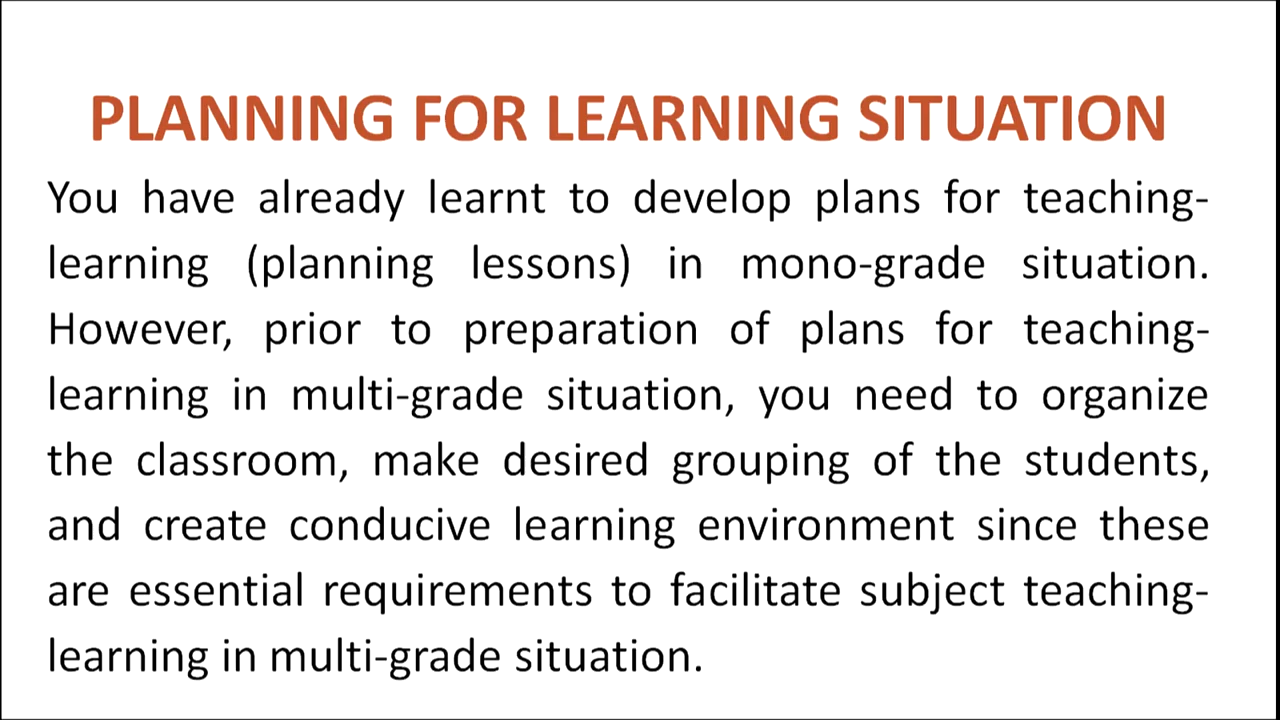 PLANNING FOR LEARNING SITUATION
You have already learnt to develop plans for teaching-
learning (planning lessons) in mono-grade situation.
However, prior to preparation of plans for teaching-
learning in multi-grade situation, you need to organize
the classroom, make desired grouping of the students,
and create conducive learning environment since these
are essential requirements to facilitate subject teaching-
learning in multi-grade situation.